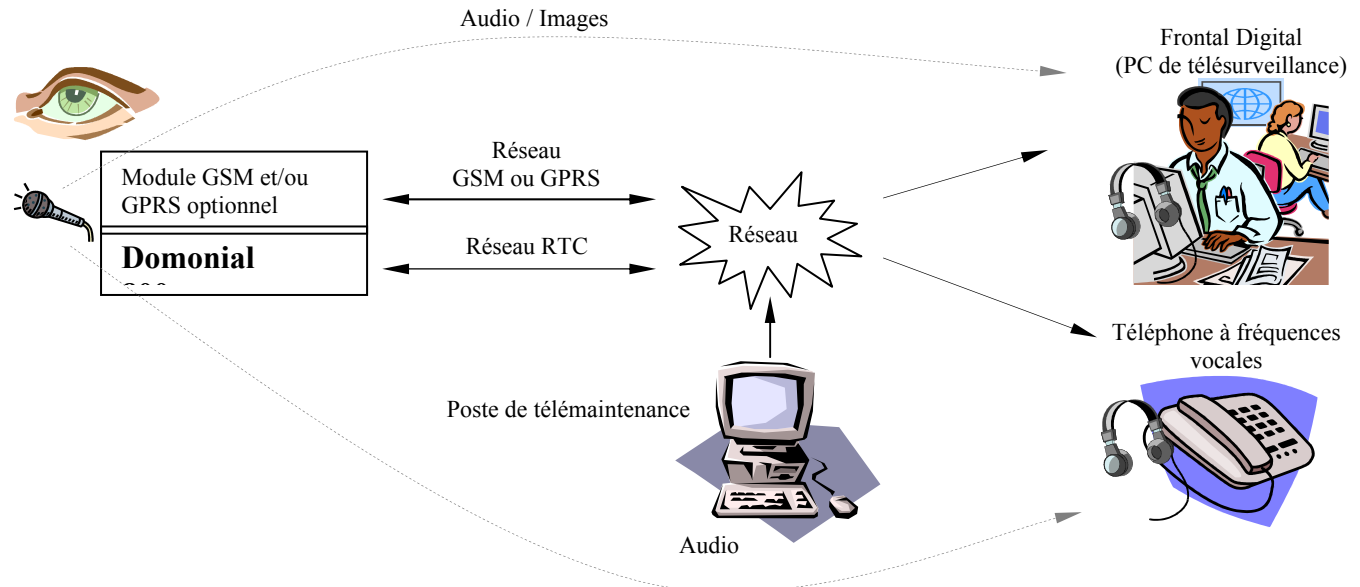 Audio / Images
Frontal Digital
(PC de télésurveillance)
Module GSM et/ou
GPRS optionnel
Réseau
GSM ou GPRS
Réseau
Réseau RTC
Domonial
Téléphone à fréquences
vocales
Poste de télémaintenance
Audio